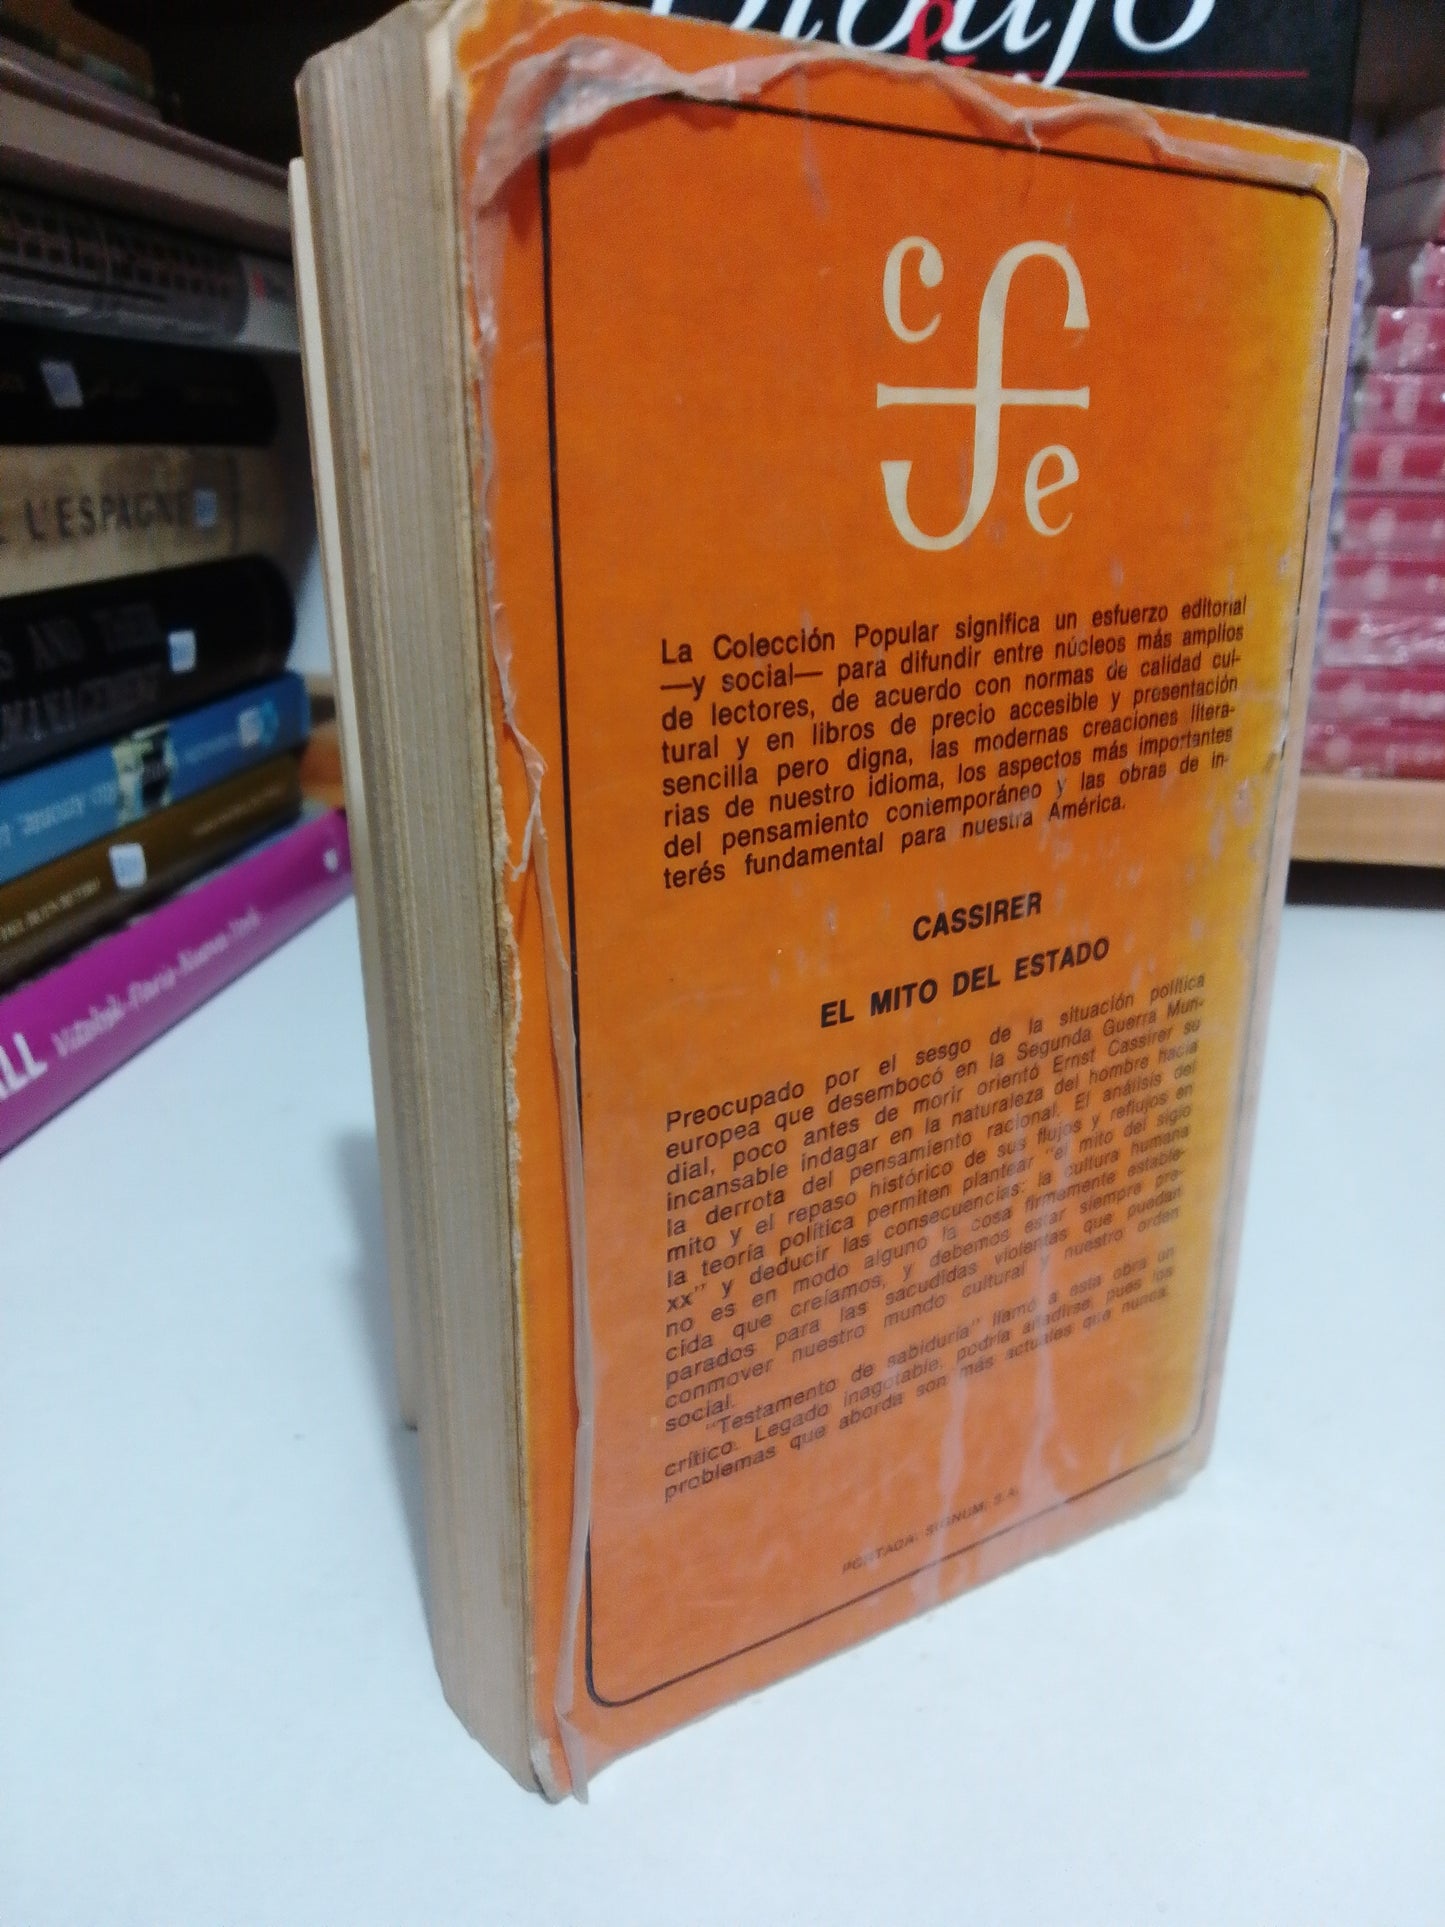 Dibujo
&
L'ESPAGNE
AND THEIR
MANAGEMENT
ALL
c f e
La Colección Popular significa un esfuerzo editorial
—y social— para difundir entre núcleos más amplios
de lectores, de acuerdo con normas de calidad cul-
tural y en libros de precio accesible y presentación
sencilla pero digna, las modernas creaciones litera-
rias de nuestro idioma, los aspectos más importantes
del pensamiento contemporáneo y las obras de in-
terés fundamental para nuestra América.
CASSIRER
EL MITO DEL ESTADO
Preocupado por el sesgo de la situación política
europea que desembocó en la Segunda Guerra Mun-
dial, poco antes de morir orientó Ernst Cassirer su
incansable indagar en la naturaleza del hombre hacia
la derrota del pensamiento racional. El análisis del
mito y el repaso histórico de sus flujos y reflujos en
la teoría política permiten plantear "el mito del siglo
xx" y deducir las consecuencias: la cultura humana
no es en modo alguno la cosa firmemente estable-
cida que creíamos, y debemos estar siempre pre-
parados para las sacudidas violentas que puedan
conmover nuestro mundo cultural y nuestro orden
social.
"Testamento de sabiduría" llamó a esta obra un
crítico. Legado inagotable, podría añadirse, pues los
problemas que aborda son más actuales que nunca.
PORTADA: SIGNUM, S.A.